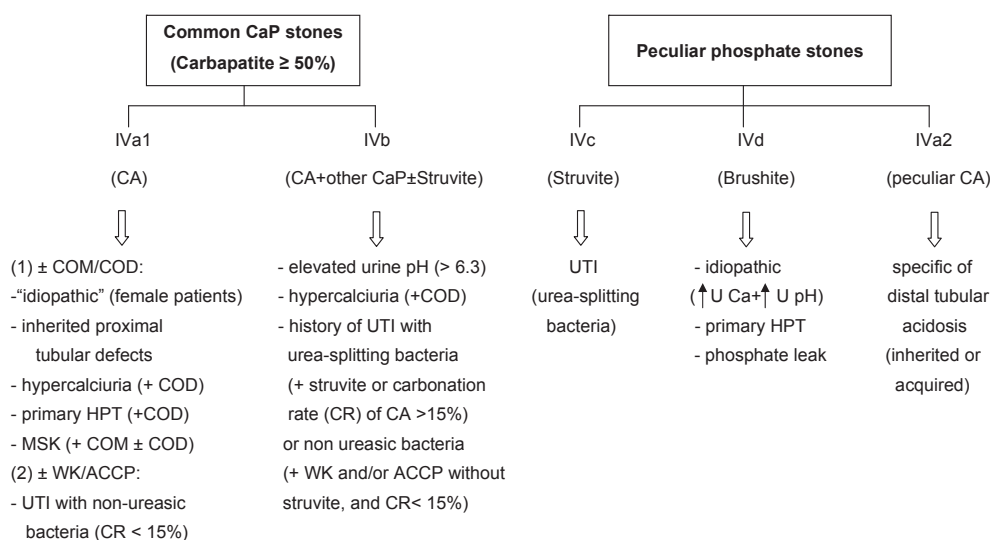 Common CaP stones
(Carbapatite ≥ 50%)
Peculiar phosphate stones
IVa1
(CA)
(1) ± COM/COD:
-“idiopathic” (female patients)
- inherited proximal
tubular defects
- hypercalciuria (+ COD)
- primary HPT (+COD)
- MSK (+ COM ± COD)
(2) ± WK/ACCP:
- UTI with non-ureasic
bacteria (CR < 15%)
IVb
(CA+other CaP±Struvite)
- elevated urine pH (> 6.3)
- hypercalciuria (+COD)
- history of UTI with
urea-splitting bacteria
(+ struvite or carbonation
rate (CR) of CA >15%)
or non ureasic bacteria
(+ WK and/or ACCP without
struvite, and CR< 15%)
IVc
(Struvite)
UTI
(urea-splitting
bacteria)
IVd
(Brushite)
- idiopathic
(↑U Ca+↑ U pH)
- primary HPT
- phosphate leak
IVa2
(peculiar CA)
specific of
distal tubular
acidosis
(inherited or
acquired)